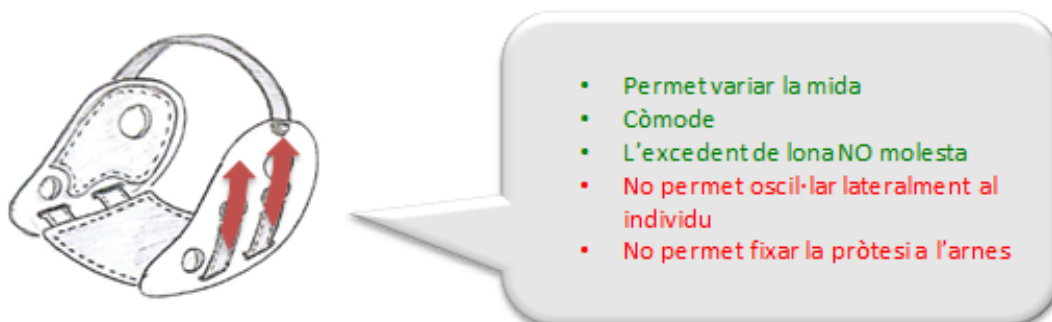 • Permet variar la mida
• Còmode
• L'excedent de lona NO molesta
• No permet oscil·lar lateralment al
individu
• No permet fixar la pròtesi a l'arnes